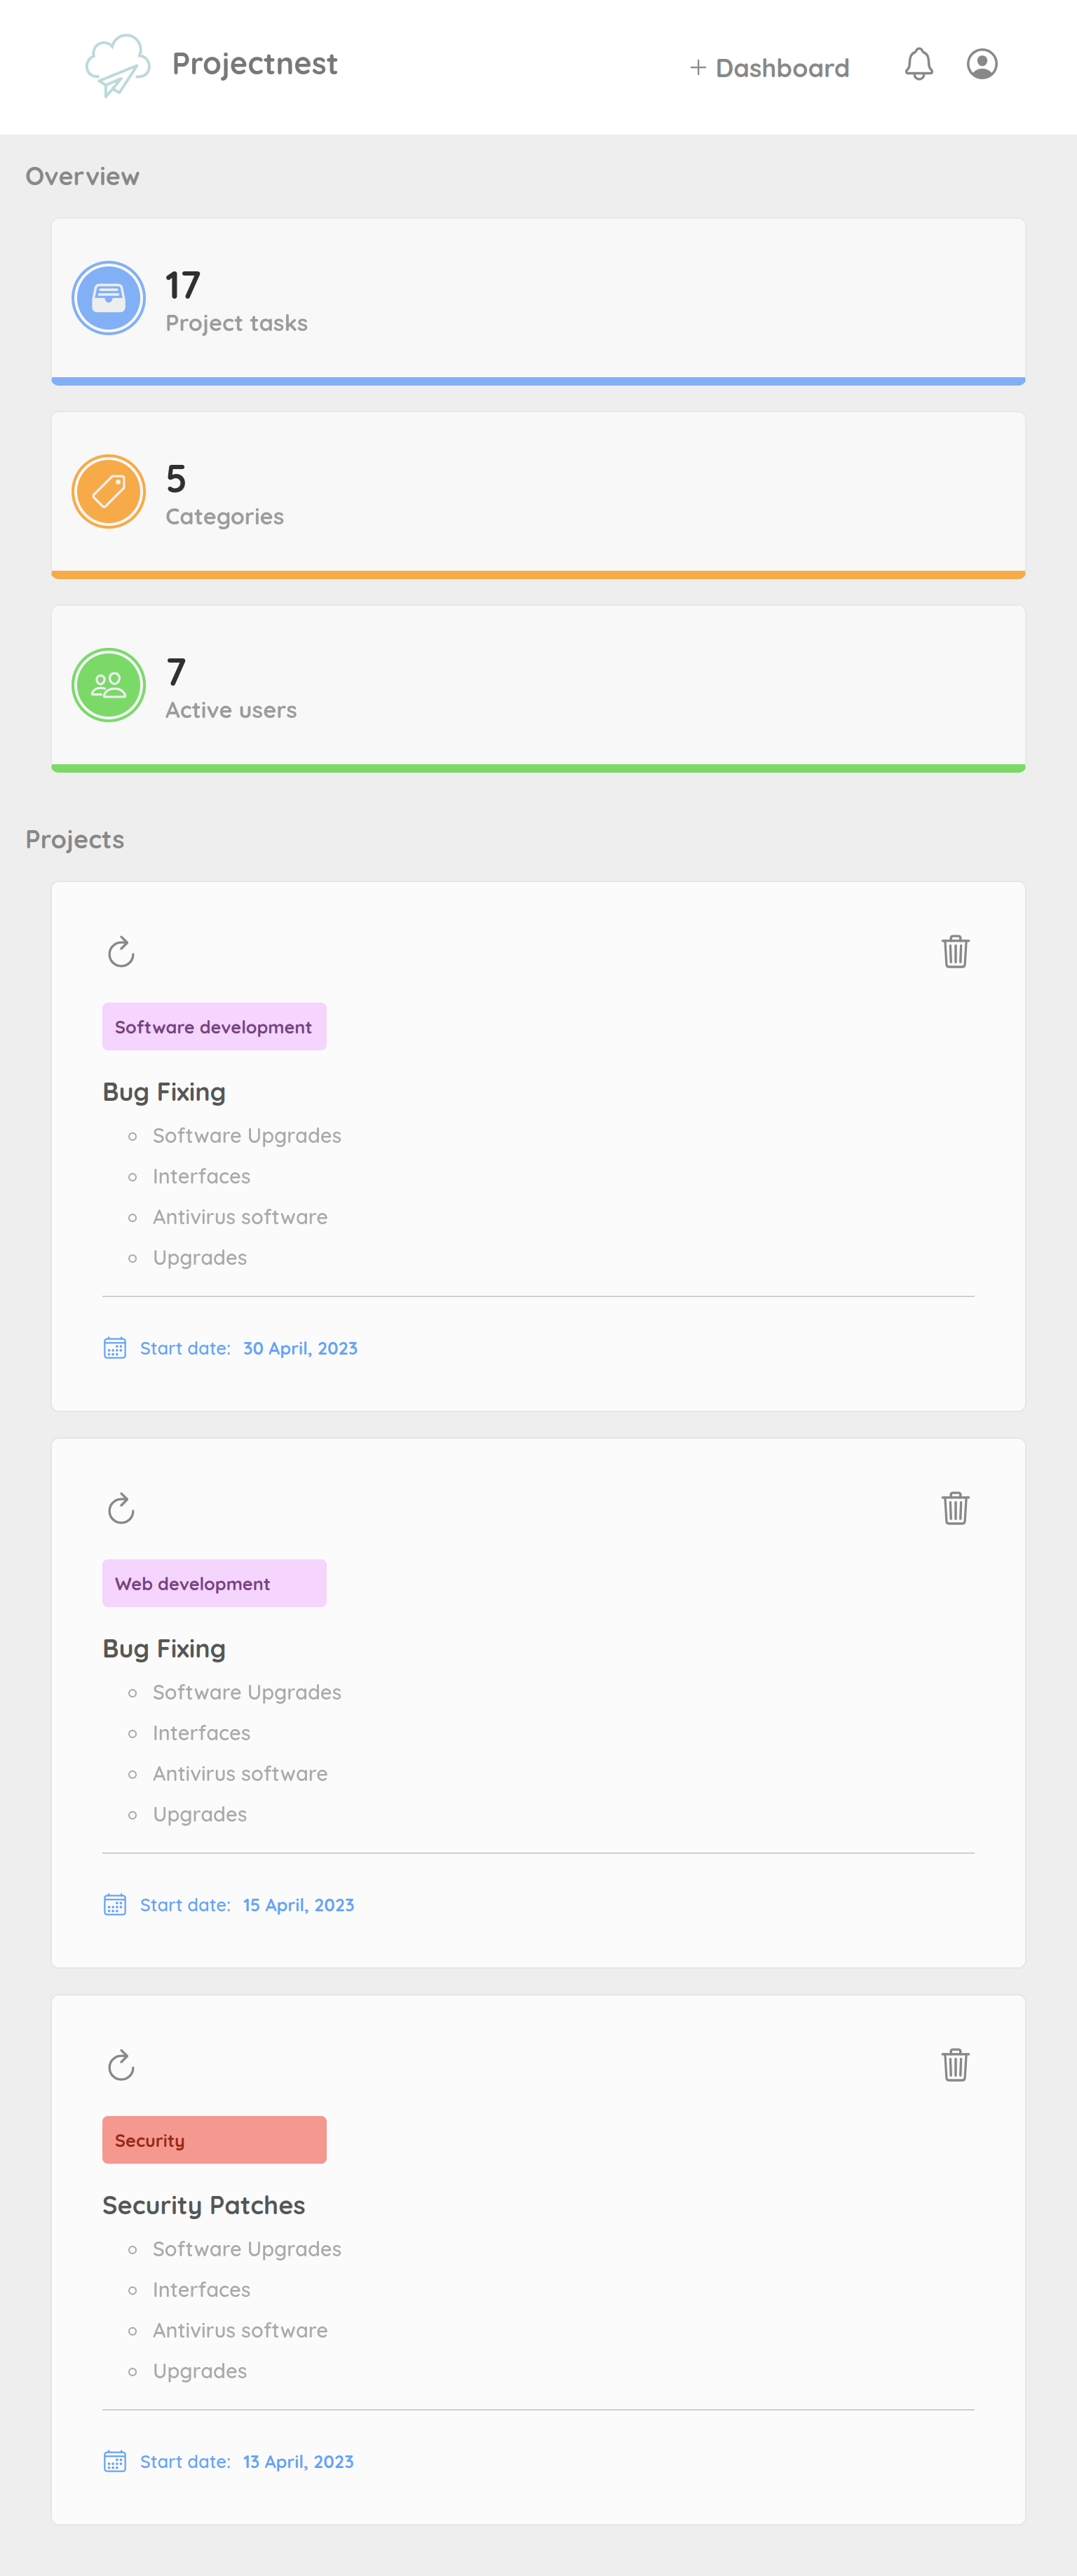 Projectnest
+ Dashboard
Overview
17
Project tasks
5
Categories
7
Active users
Projects
Software development
Bug Fixing
Software Upgrades
Interfaces
Antivirus software
Upgrades
Start date: 30 April, 2023
Web development
Bug Fixing
Software Upgrades
Interfaces
Antivirus software
Upgrades
Start date: 15 April, 2023
Security
Security Patches
Software Upgrades
Interfaces
Antivirus software
Upgrades
Start date: 13 April, 2023